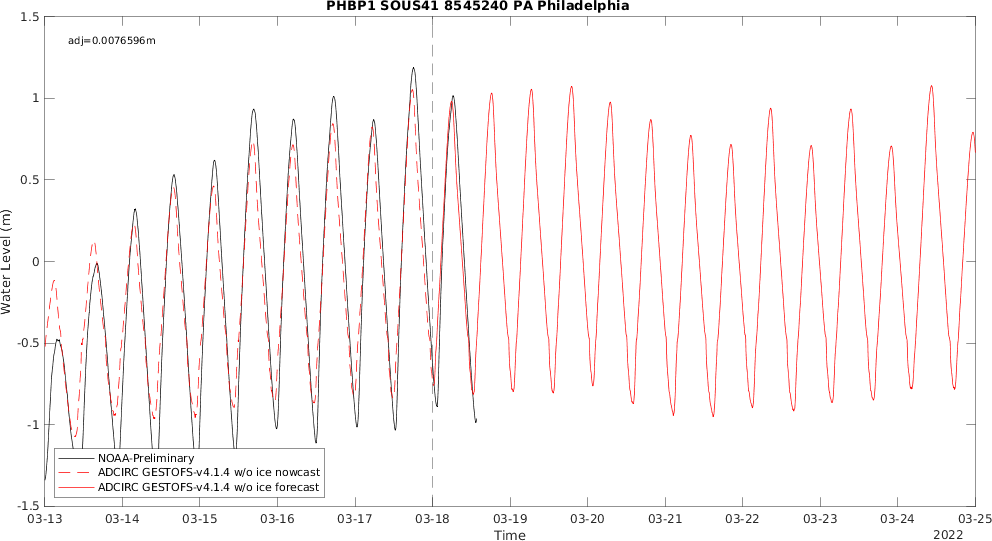 PHBP1 SOUS41 8545240 PA Philadelphia
1.5
adj=0.0076596m
1
0.5
0
-0.5
-1
-1.5
Water Level (m)
NOAA-Preliminary
ADCIRC GESTOFS-v4.1.4 w/o ice nowcast
ADCIRC GESTOFS-v4.1.4 w/o ice forecast
03-13 03-14 03-15 03-16 03-17 03-18 03-19 03-20 03-21 03-22 03-23 03-24 03-25
Time
2022